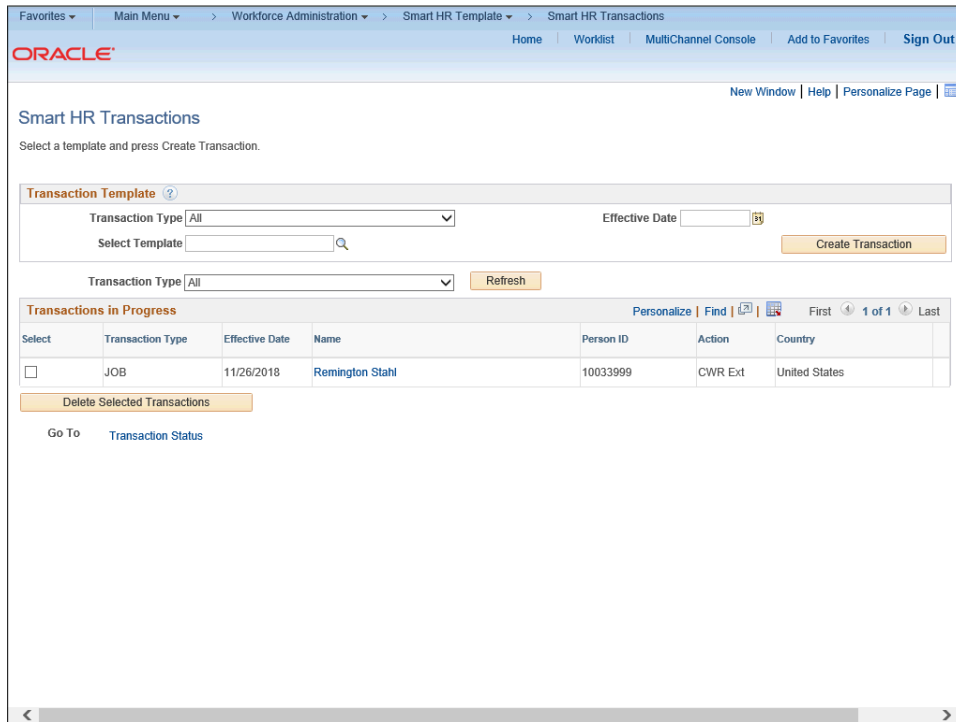 Favorites Main Menu > Workforce Administration > Smart HR Template > Smart HR Transactions
Home Worklist MultiChannel Console Add to Favorites Sign Out
ORACLE
New Window | Help | Personalize Page |
Smart HR Transactions
Select a template and press Create Transaction.
Transaction Template ?
Transaction Type All Effective Date 31
Select Template Create Transaction
Transaction Type All Refresh
Transactions in Progress Personalize | Find | | First 1 of 1 Last
Select Transaction Type Effective Date Name Person ID Action Country
JOB 11/26/2018 Remington Stahl 10033999 CWR Ext United States
Delete Selected Transactions
Go To Transaction Status